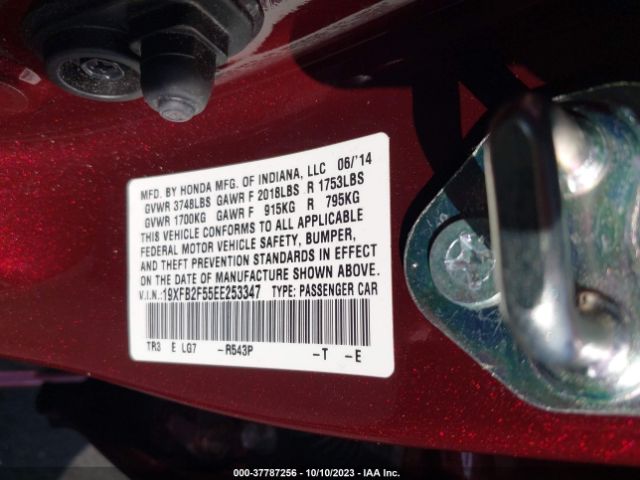 MFD. BY HONDA MFG. OF INDIANA, LLC 06/'14
GVWR 3748LBS GAWR F 2018LBS R 1753LBS
GVWR 1700KG GAWR F 915KG R 795KG
THIS VEHICLE CONFORMS TO ALL APPLICABLE
FEDERAL MOTOR VEHICLE SAFETY, BUMPER,
AND THEFT PREVENTION STANDARDS IN EFFECT
ON THE DATE OF MANUFACTURE SHOWN ABOVE.
V.I.N.:19XFB2F55EE253347 TYPE: PASSENGER CAR
TR3 E LG7 -R543P -T -E
000-37787256 - 10/10/2023 - IAA Inc.